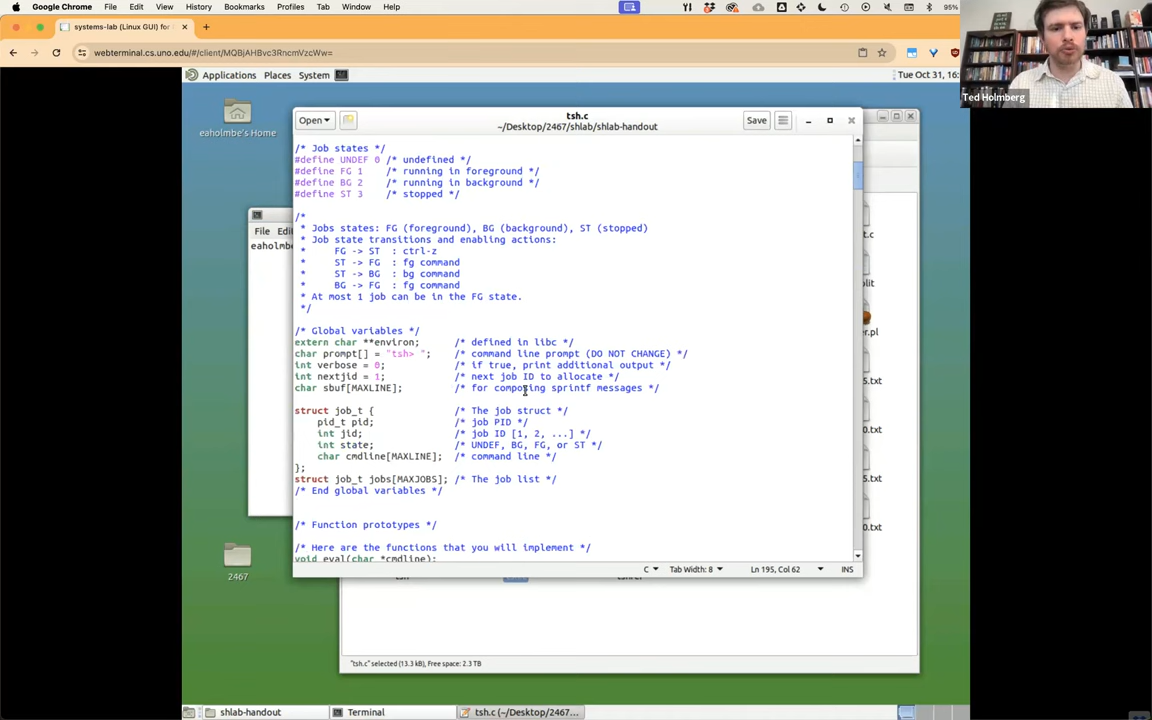 Chrome File Edit View History Bookmarks Profiles Tab Window Help 95%
systems-lab (Linux GUI) for
webterminal.cs.uno.edu/#/client/MQBjAHBvc3RncmVzcWw=
Ted Holmberg
Applications Places System Tue Oct 31, 16:
eaholmbe's Home
Open tsh.c Save
~/Desktop/2467/shlab/shlab-handout
/* Job states */
#define UNDEF 0 /* undefined */
#define FG 1 /* running in foreground */
#define BG 2 /* running in background */
#define ST 3 /* stopped */
/*
* Jobs states: FG (foreground), BG (background), ST (stopped)
* Job state transitions and enabling actions:
* FG -> ST : ctrl-z
* ST -> FG : fg command
* ST -> BG : bg command
* BG -> FG : fg command
* At most 1 job can be in the FG state.
*/
/* Global variables */
extern char **environ; /* defined in libc */
char prompt[] = "tsh> "; /* command line prompt (DO NOT CHANGE) */
int verbose = 0; /* if true, print additional output */
int nextjid = 1; /* next job ID to allocate */
char sbuf[MAXLINE]; /* for composing sprintf messages */
struct job_t { /* The job struct */
pid_t pid; /* job PID */
int jid; /* job ID [1, 2, ...] */
int state; /* UNDEF, BG, FG, or ST */
char cmdline[MAXLINE]; /* command line */
};
struct job_t jobs[MAXJOBS]; /* The job list */
/* End global variables */
/* Function prototypes */
/* Here are the functions that you will implement */
void eval(char *cmdline);
C Tab Width: 8 Ln 195, Col 62 INS
File Edi
eaholmb
2467
"tsh.c" selected (13.3 kB), Free space: 2.3 TB
shlab-handout Terminal tsh.c (~/Desktop/2467...